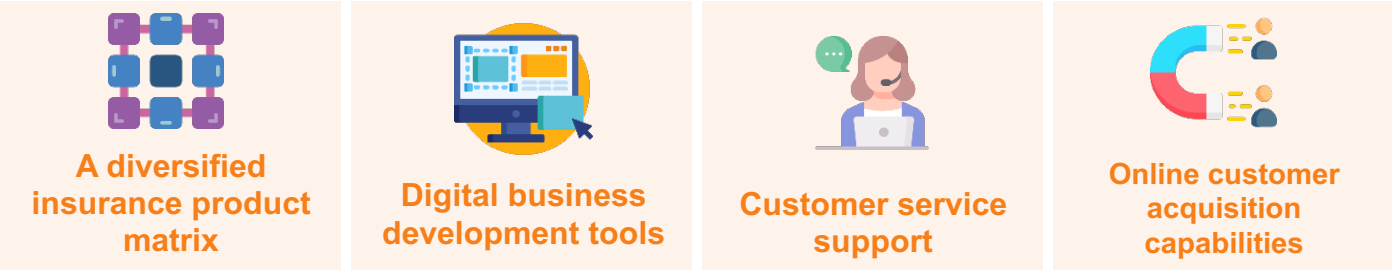 A diversified
insurance product
matrix
Digital business
development tools
Customer service
support
Online customer
acquisition
capabilities